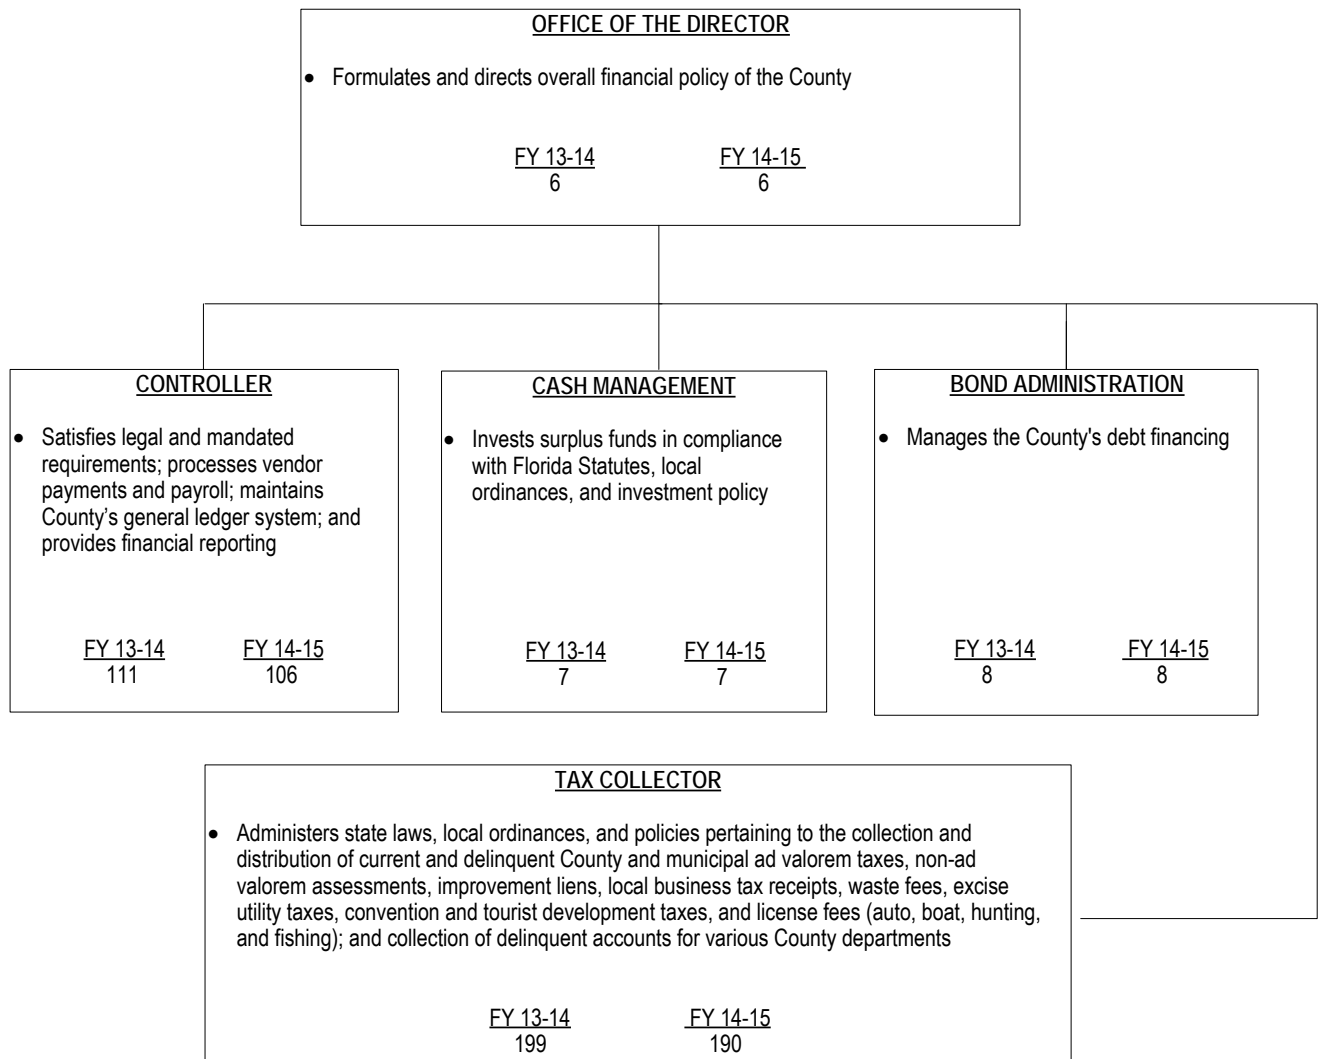 OFFICE OF THE DIRECTOR
• Formulates and directs overall financial policy of the County
FY 13-14 FY 14-15
6 6
CONTROLLER
• Satisfies legal and mandated
requirements; processes vendor
payments and payroll; maintains
County’s general ledger system; and
provides financial reporting
FY 13-14 FY 14-15
111 106
CASH MANAGEMENT
• Invests surplus funds in compliance
with Florida Statutes, local
ordinances, and investment policy
FY 13-14 FY 14-15
7 7
BOND ADMINISTRATION
• Manages the County's debt financing
FY 13-14 FY 14-15
8 8
TAX COLLECTOR
• Administers state laws, local ordinances, and policies pertaining to the collection and
distribution of current and delinquent County and municipal ad valorem taxes, non-ad
valorem assessments, improvement liens, local business tax receipts, waste fees, excise
utility taxes, convention and tourist development taxes, and license fees (auto, boat, hunting,
and fishing); and collection of delinquent accounts for various County departments
FY 13-14 FY 14-15
199 190